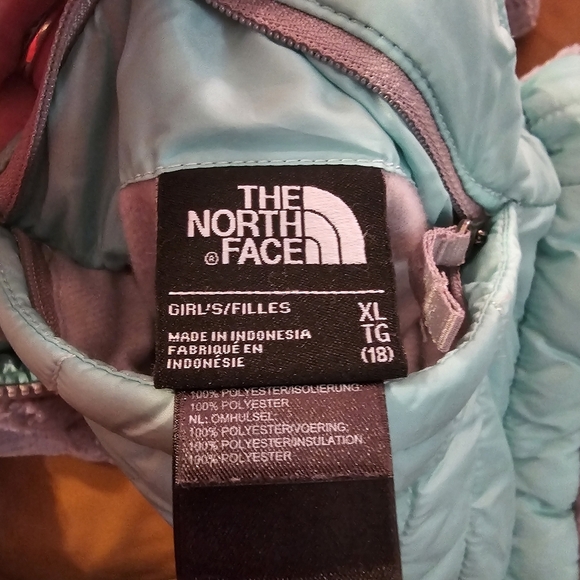 THE
NORTH
FACE
®
GIRL'S/FILLES
XL
TG
(18)
MADE IN INDONESIA
FABRIQUÉ EN
INDONÉSIE
100% POLYESTER/ISOLIERUNG:
100% POLYESTER
NL: OMHULSEL:
100% POLYESTER/VOERING:
100% POLYESTER/INSULATION:
100% POLYESTER